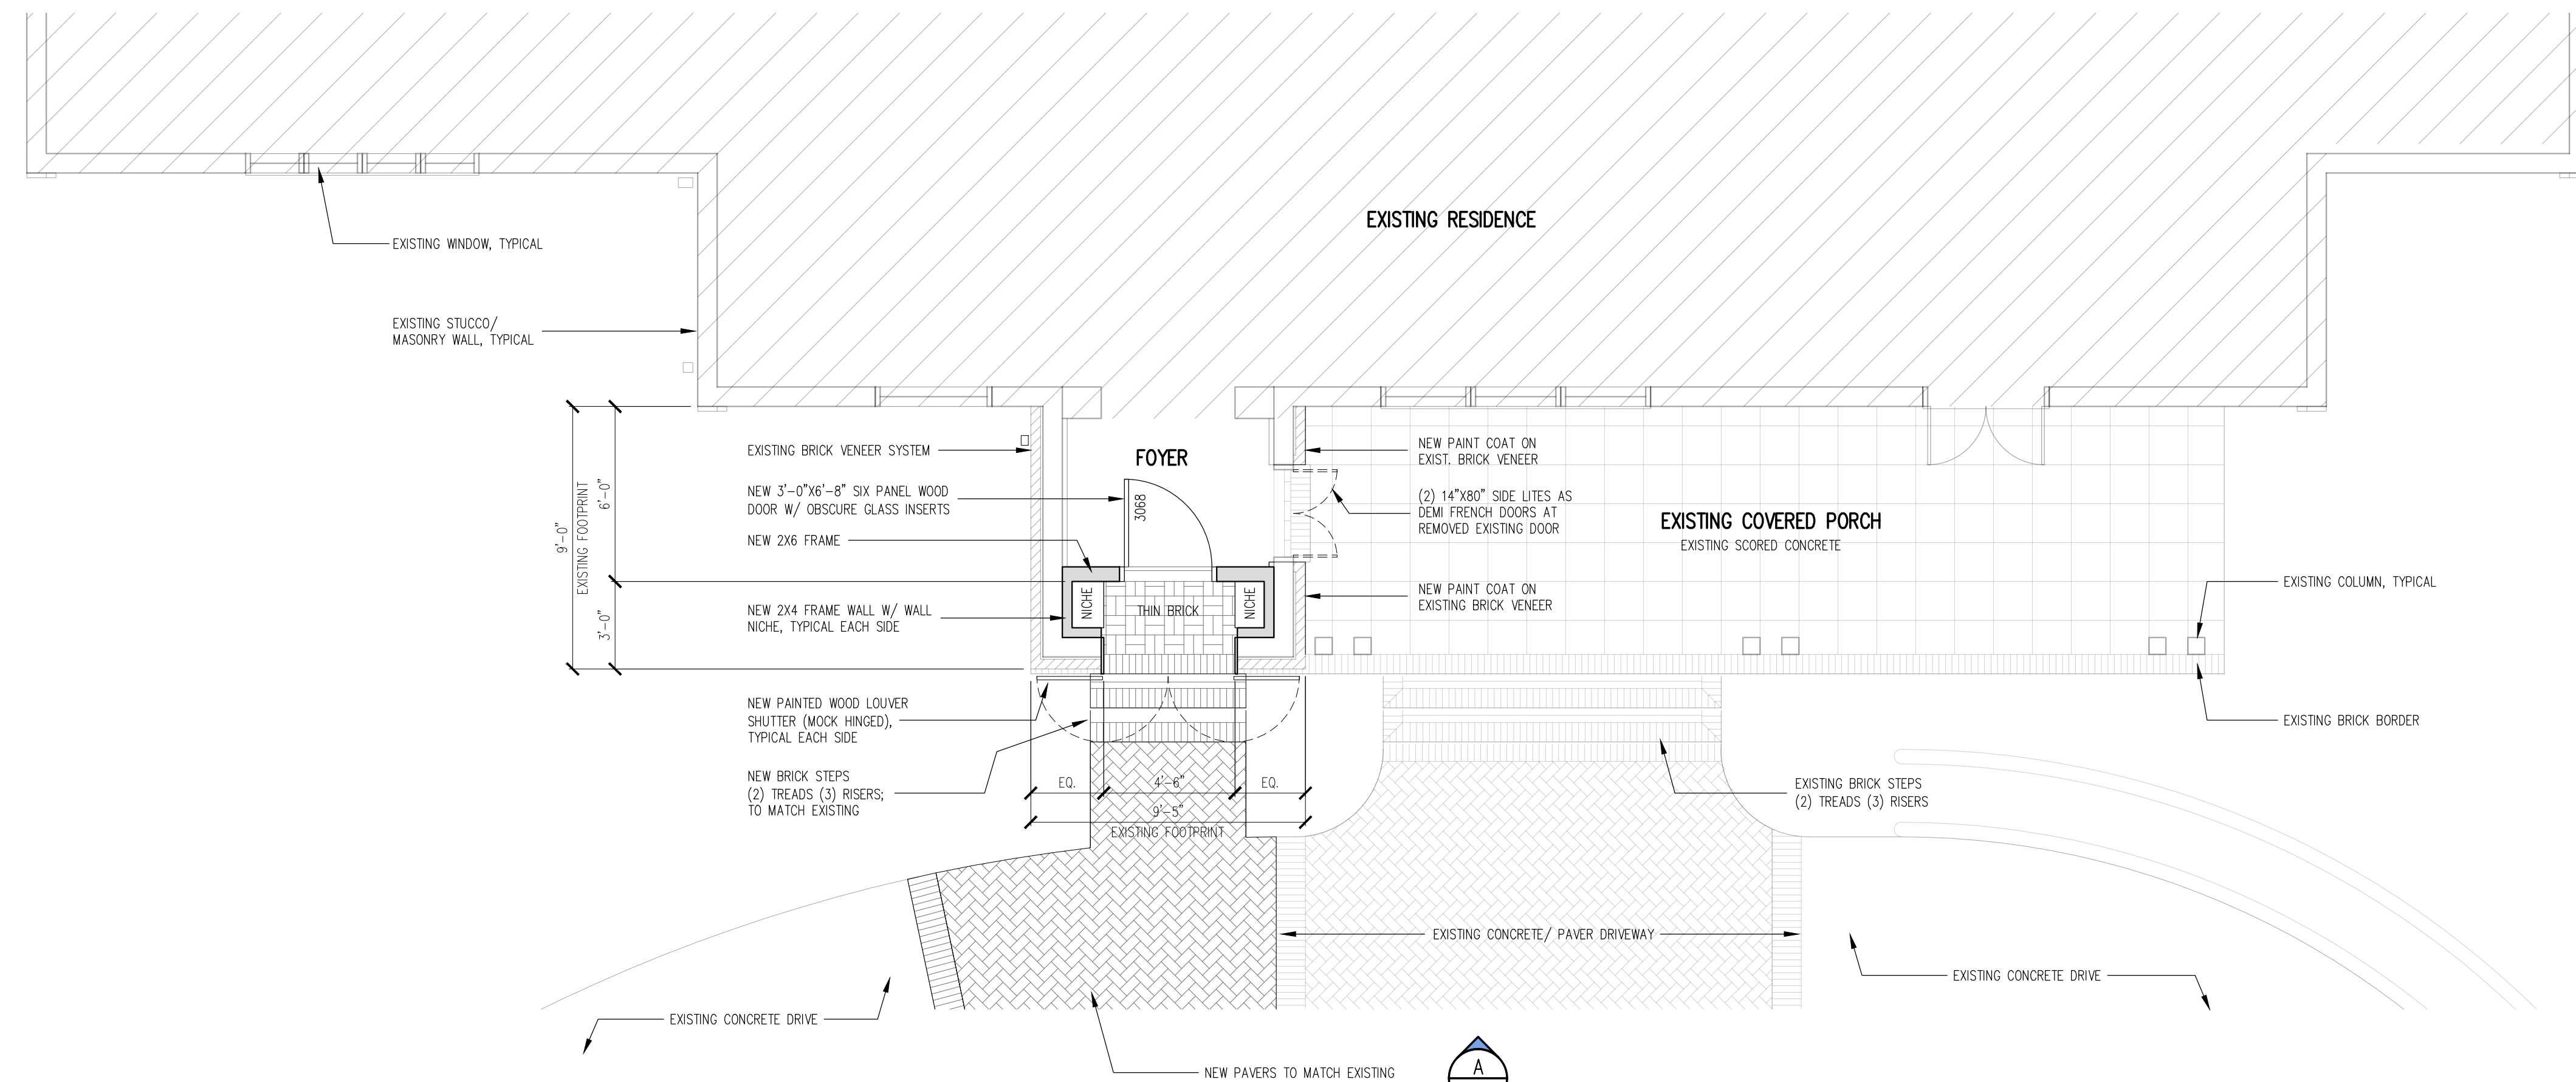 EXISTING RESIDENCE
EXISTING WINDOW, TYPICAL
EXISTING STUCCO/
MASONRY WALL, TYPICAL
EXISTING BRICK VENEER SYSTEM
NEW 3'-0"X6'-8" SIX PANEL WOOD
DOOR W/ OBSCURE GLASS INSERTS
NEW 2X6 FRAME
NEW 2X4 FRAME WALL W/ WALL
NICHE, TYPICAL EACH SIDE
NEW PAINTED WOOD LOUVER
SHUTTER (MOCK HINGED),
TYPICAL EACH SIDE
NEW BRICK STEPS
(2) TREADS (3) RISERS;
TO MATCH EXISTING
9'-0"
EXISTING FOOTPRINT
6'-0"
3'-0"
FOYER
3068
NICHE
THIN BRICK
NICHE
NEW PAINT COAT ON
EXIST. BRICK VENEER
(2) 14"X80" SIDE LITES AS
DEMI FRENCH DOORS AT
REMOVED EXISTING DOOR
NEW PAINT COAT ON
EXISTING BRICK VENEER
EXISTING COVERED PORCH
EXISTING SCORED CONCRETE
EXISTING COLUMN, TYPICAL
EXISTING BRICK BORDER
EQ.
4'-6"
EQ.
9'-5"
EXISTING FOOTPRINT
EXISTING BRICK STEPS
(2) TREADS (3) RISERS
EXISTING CONCRETE/ PAVER DRIVEWAY
EXISTING CONCRETE DRIVE
EXISTING CONCRETE DRIVE
NEW PAVERS TO MATCH EXISTING
A